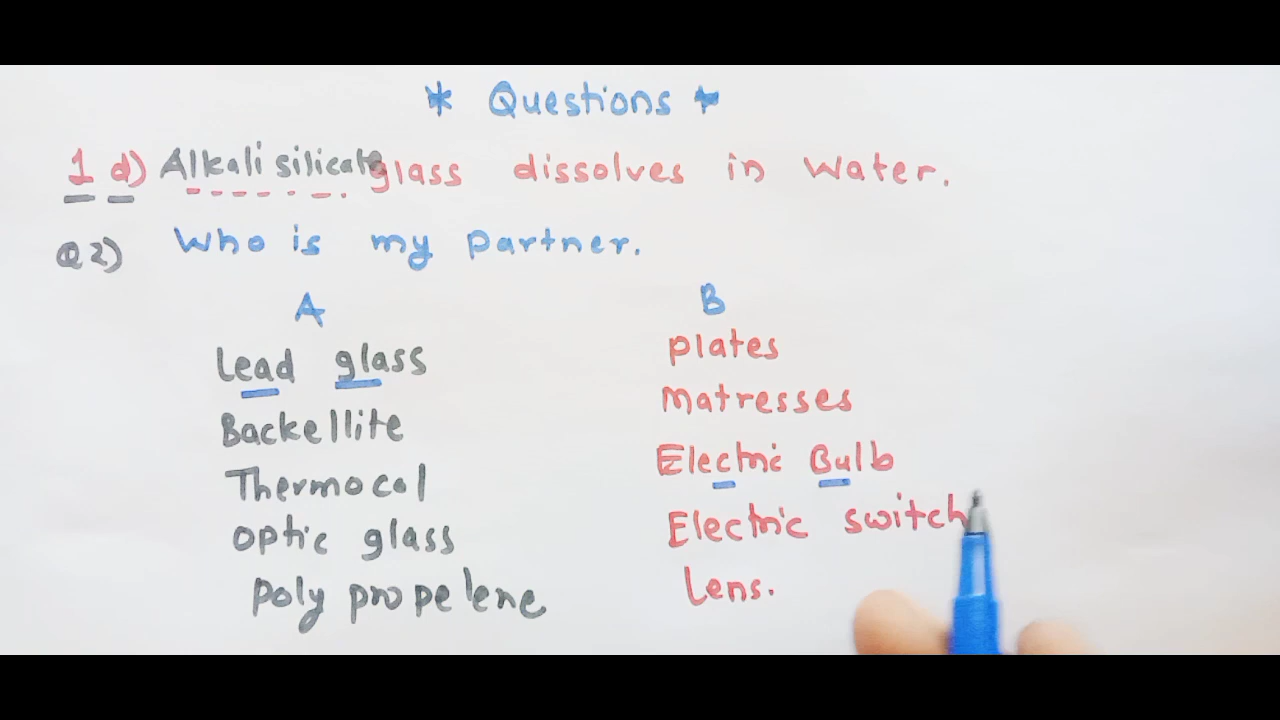 * Questions *
1 d) Alkali silicate glass dissolves in water.
Q2) Who is my partner.
A B
Lead glass plates
Backellite Matresses
Thermocol Electric Bulb
optic glass Electric switch
Poly propelene Lens.